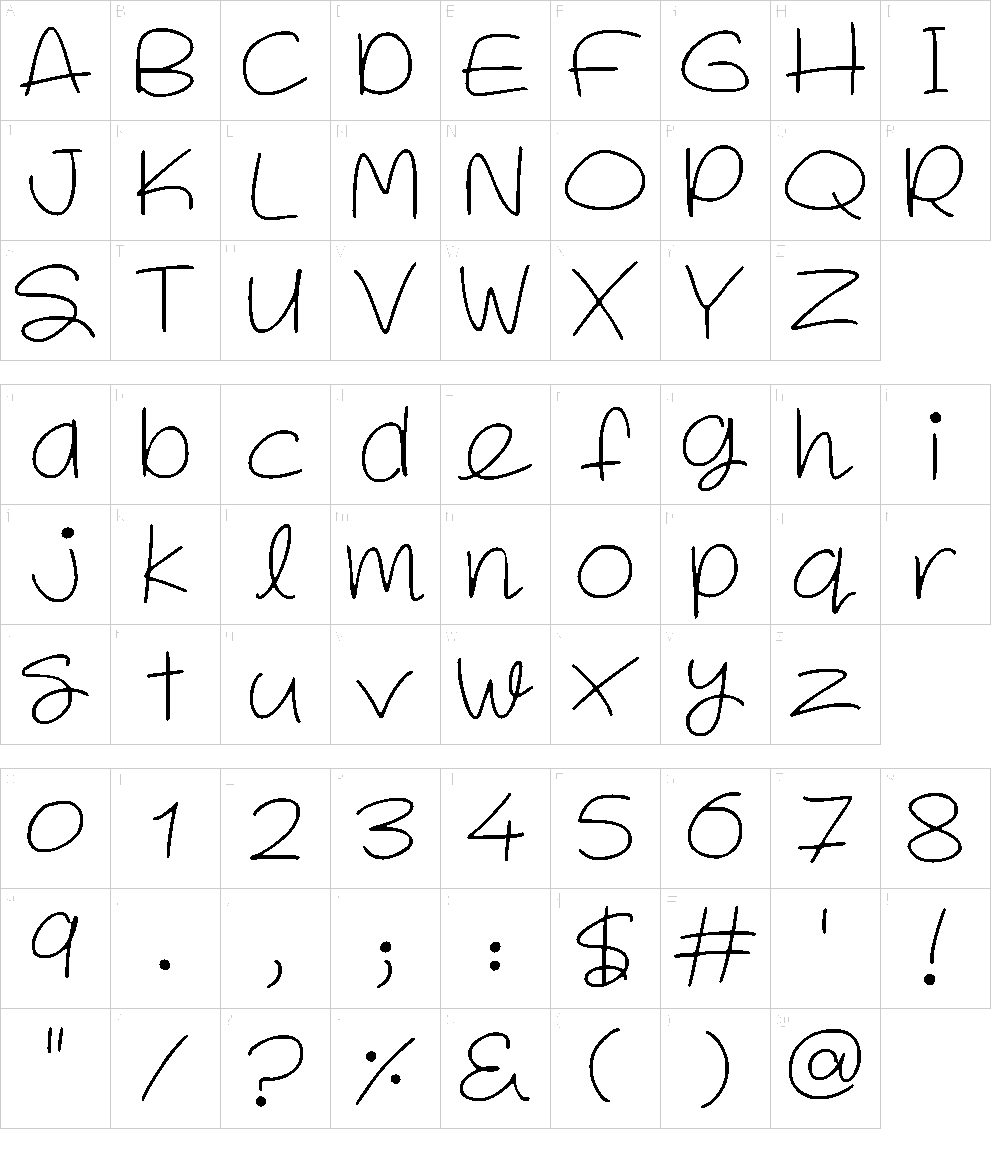 A B C D E F G H I
J K L M N O P Q R
S T U V W X Y Z
a b c d e f g h i
j k l m n o p q r
s t u v w x y z
0 1 2 3 4 5 6 7 8
9 . , ; : $ # ' !
" / ? % & ( ) @